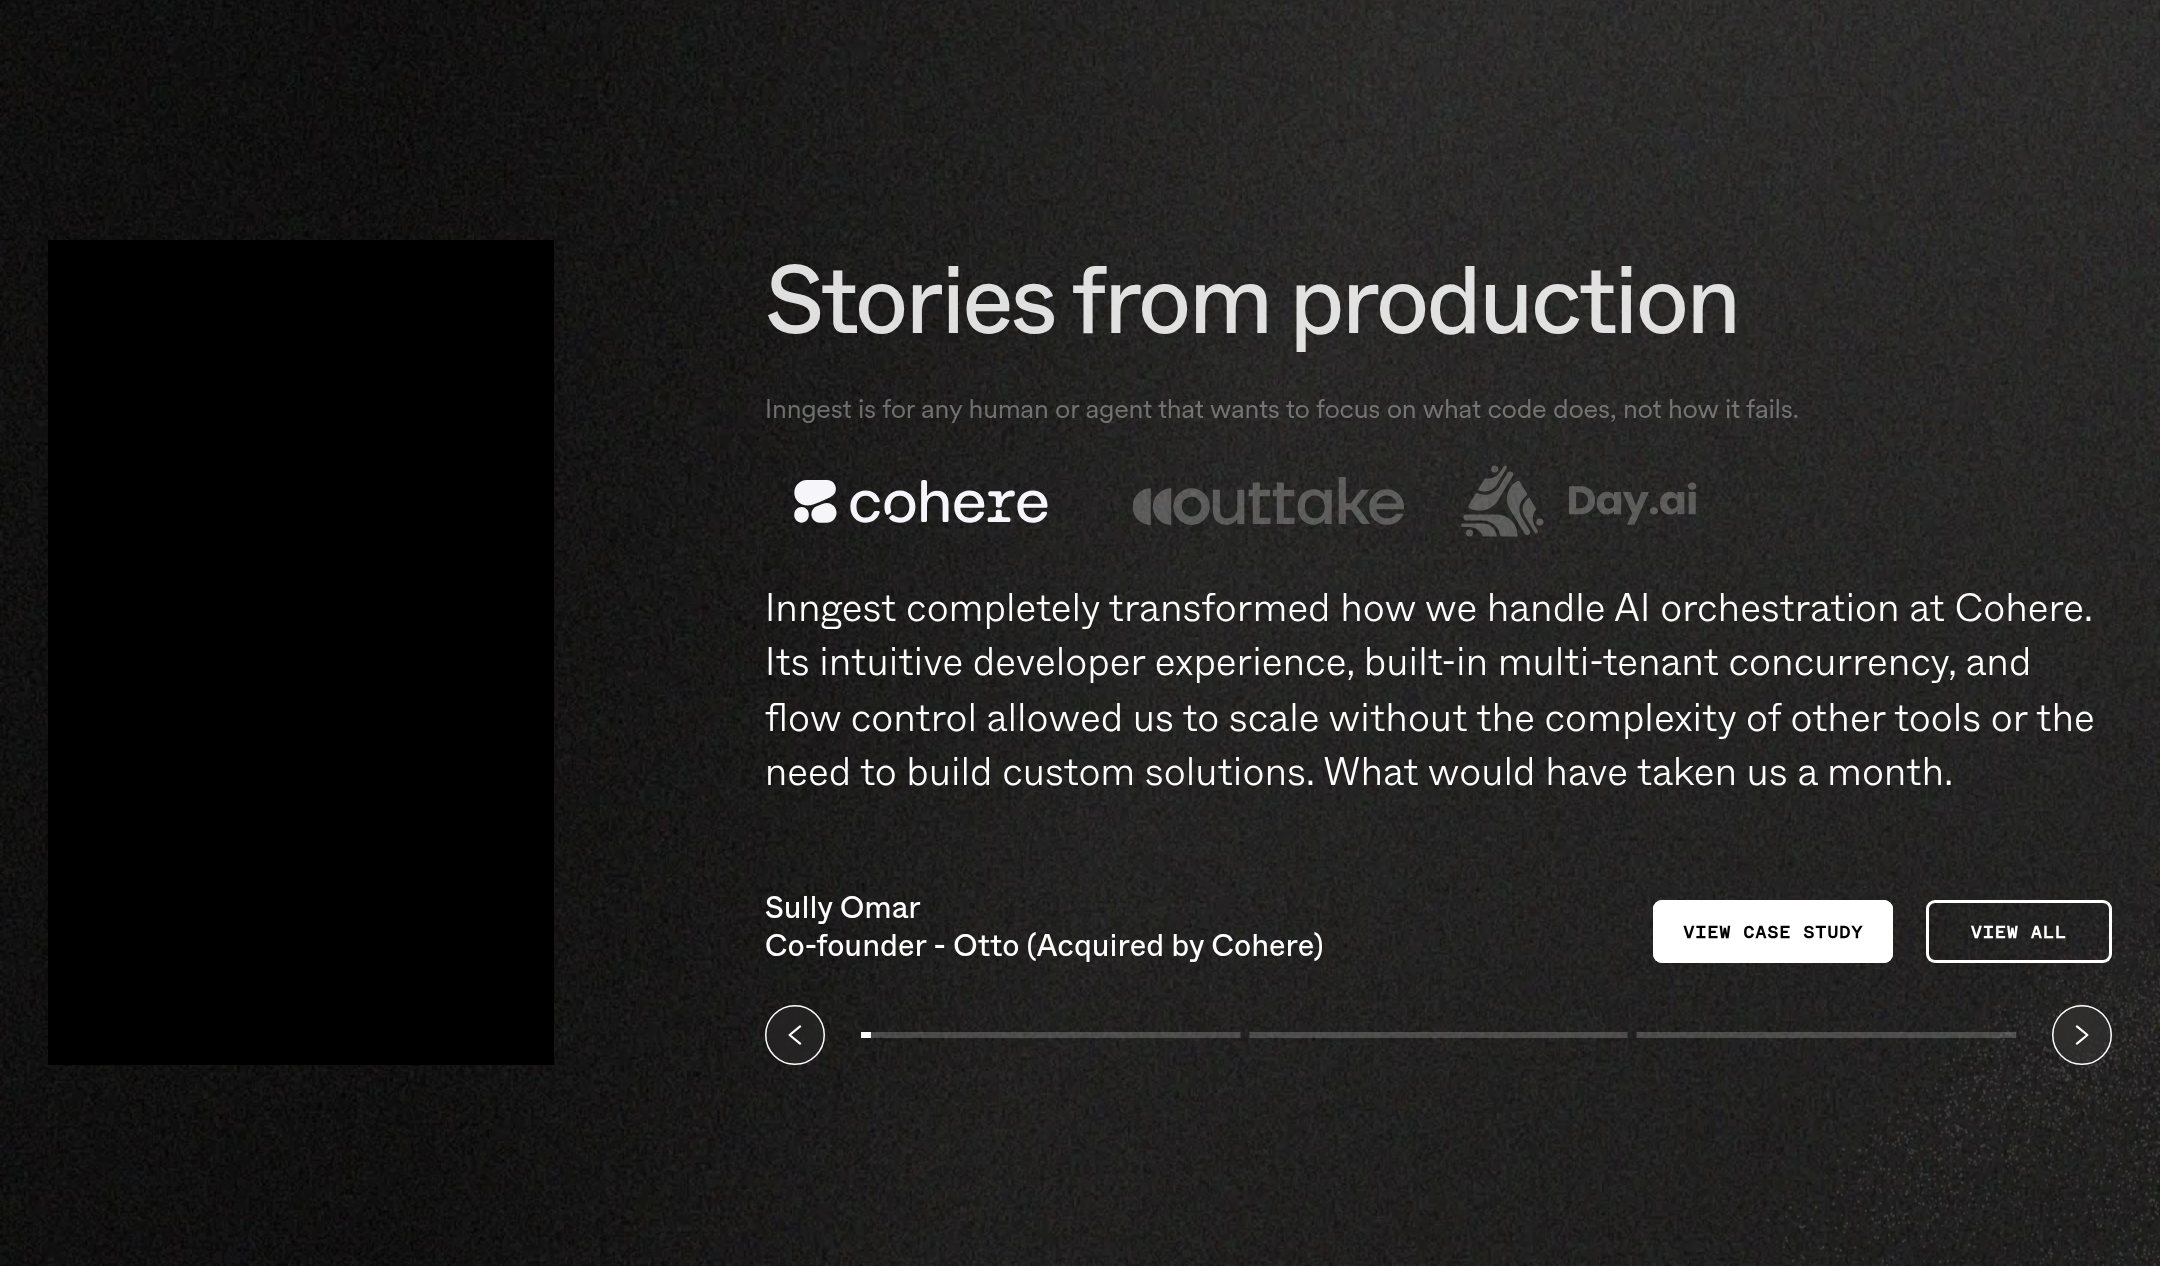 Stories from production
Inngest is for any human or agent that wants to focus on what code does, not how it fails.
cohere outtake Day.ai
Inngest completely transformed how we handle AI orchestration at Cohere.
Its intuitive developer experience, built-in multi-tenant concurrency, and
flow control allowed us to scale without the complexity of other tools or the
need to build custom solutions. What would have taken us a month.
Sully Omar
Co-founder - Otto (Acquired by Cohere)
VIEW CASE STUDY VIEW ALL